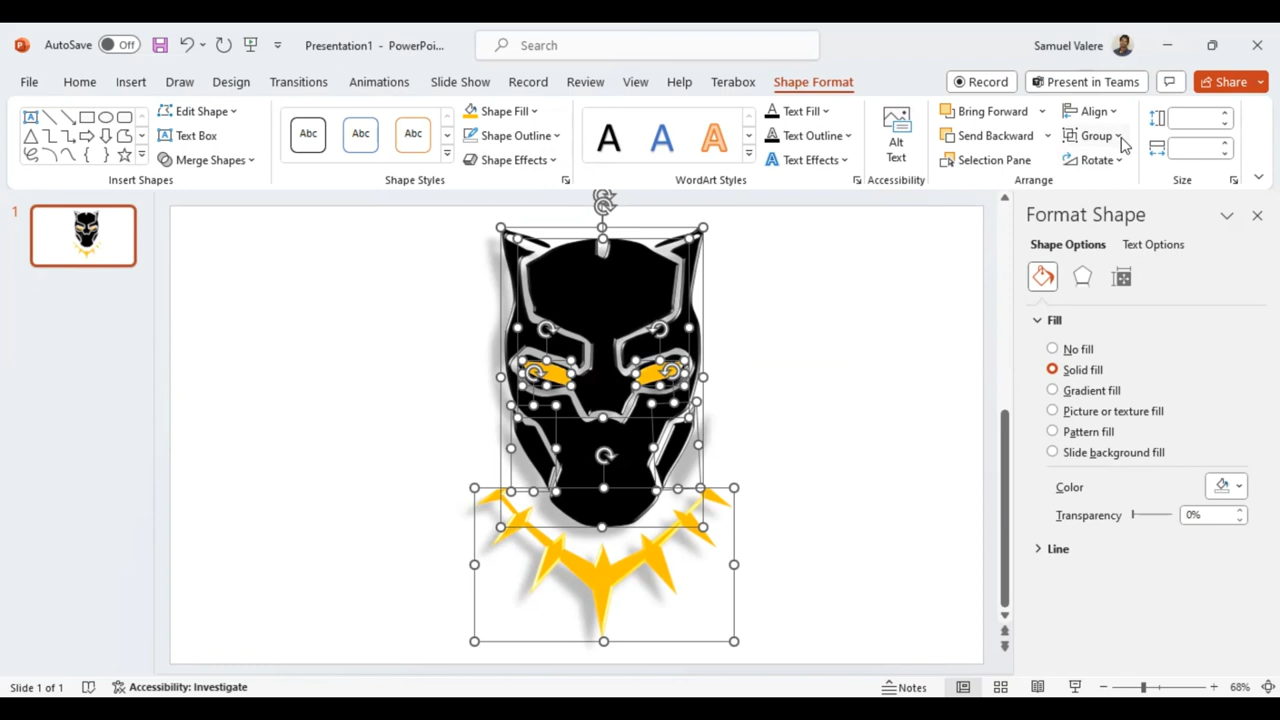 AutoSave Off Presentation1 - PowerPoi... Search Samuel Valere
File Home Insert Draw Design Transitions Animations Slide Show Record Review View Help Terabox Shape Format Record Present in Teams Share
Edit Shape Abc Abc Abc Shape Fill A A A Text Fill Alt Text Bring Forward Align
Text Box Shape Outline Text Outline Send Backward Group
Merge Shapes Shape Effects Text Effects Selection Pane Rotate
Insert Shapes Shape Styles WordArt Styles Accessibility Arrange Size
1
Format Shape
Shape Options Text Options
Fill
No fill
Solid fill
Gradient fill
Picture or texture fill
Pattern fill
Slide background fill
Color
Transparency 0%
Line
Slide 1 of 1 Accessibility: Investigate Notes 68%